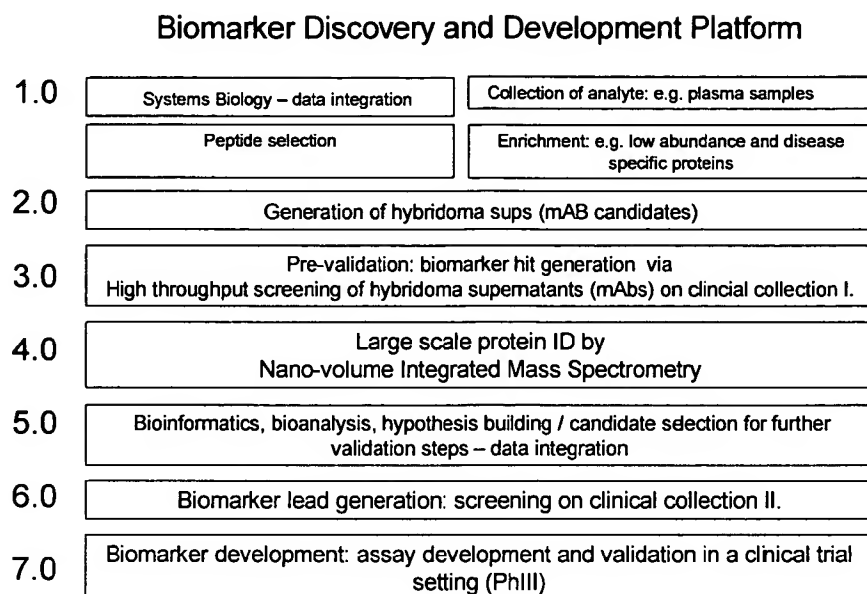 Biomarker Discovery and Development Platform
1.0
Systems Biology – data integration
Collection of analyte: e.g. plasma samples
Peptide selection
Enrichment: e.g. low abundance and disease
specific proteins
2.0
Generation of hybridoma sups (mAB candidates)
3.0
Pre-validation: biomarker hit generation via
High throughput screening of hybridoma supernatants (mAbs) on clincial collection I.
4.0
Large scale protein ID by
Nano-volume Integrated Mass Spectrometry
5.0
Bioinformatics, bioanalysis, hypothesis building / candidate selection for further
validation steps – data integration
6.0
Biomarker lead generation: screening on clinical collection II.
7.0
Biomarker development: assay development and validation in a clinical trial
setting (PhIII)